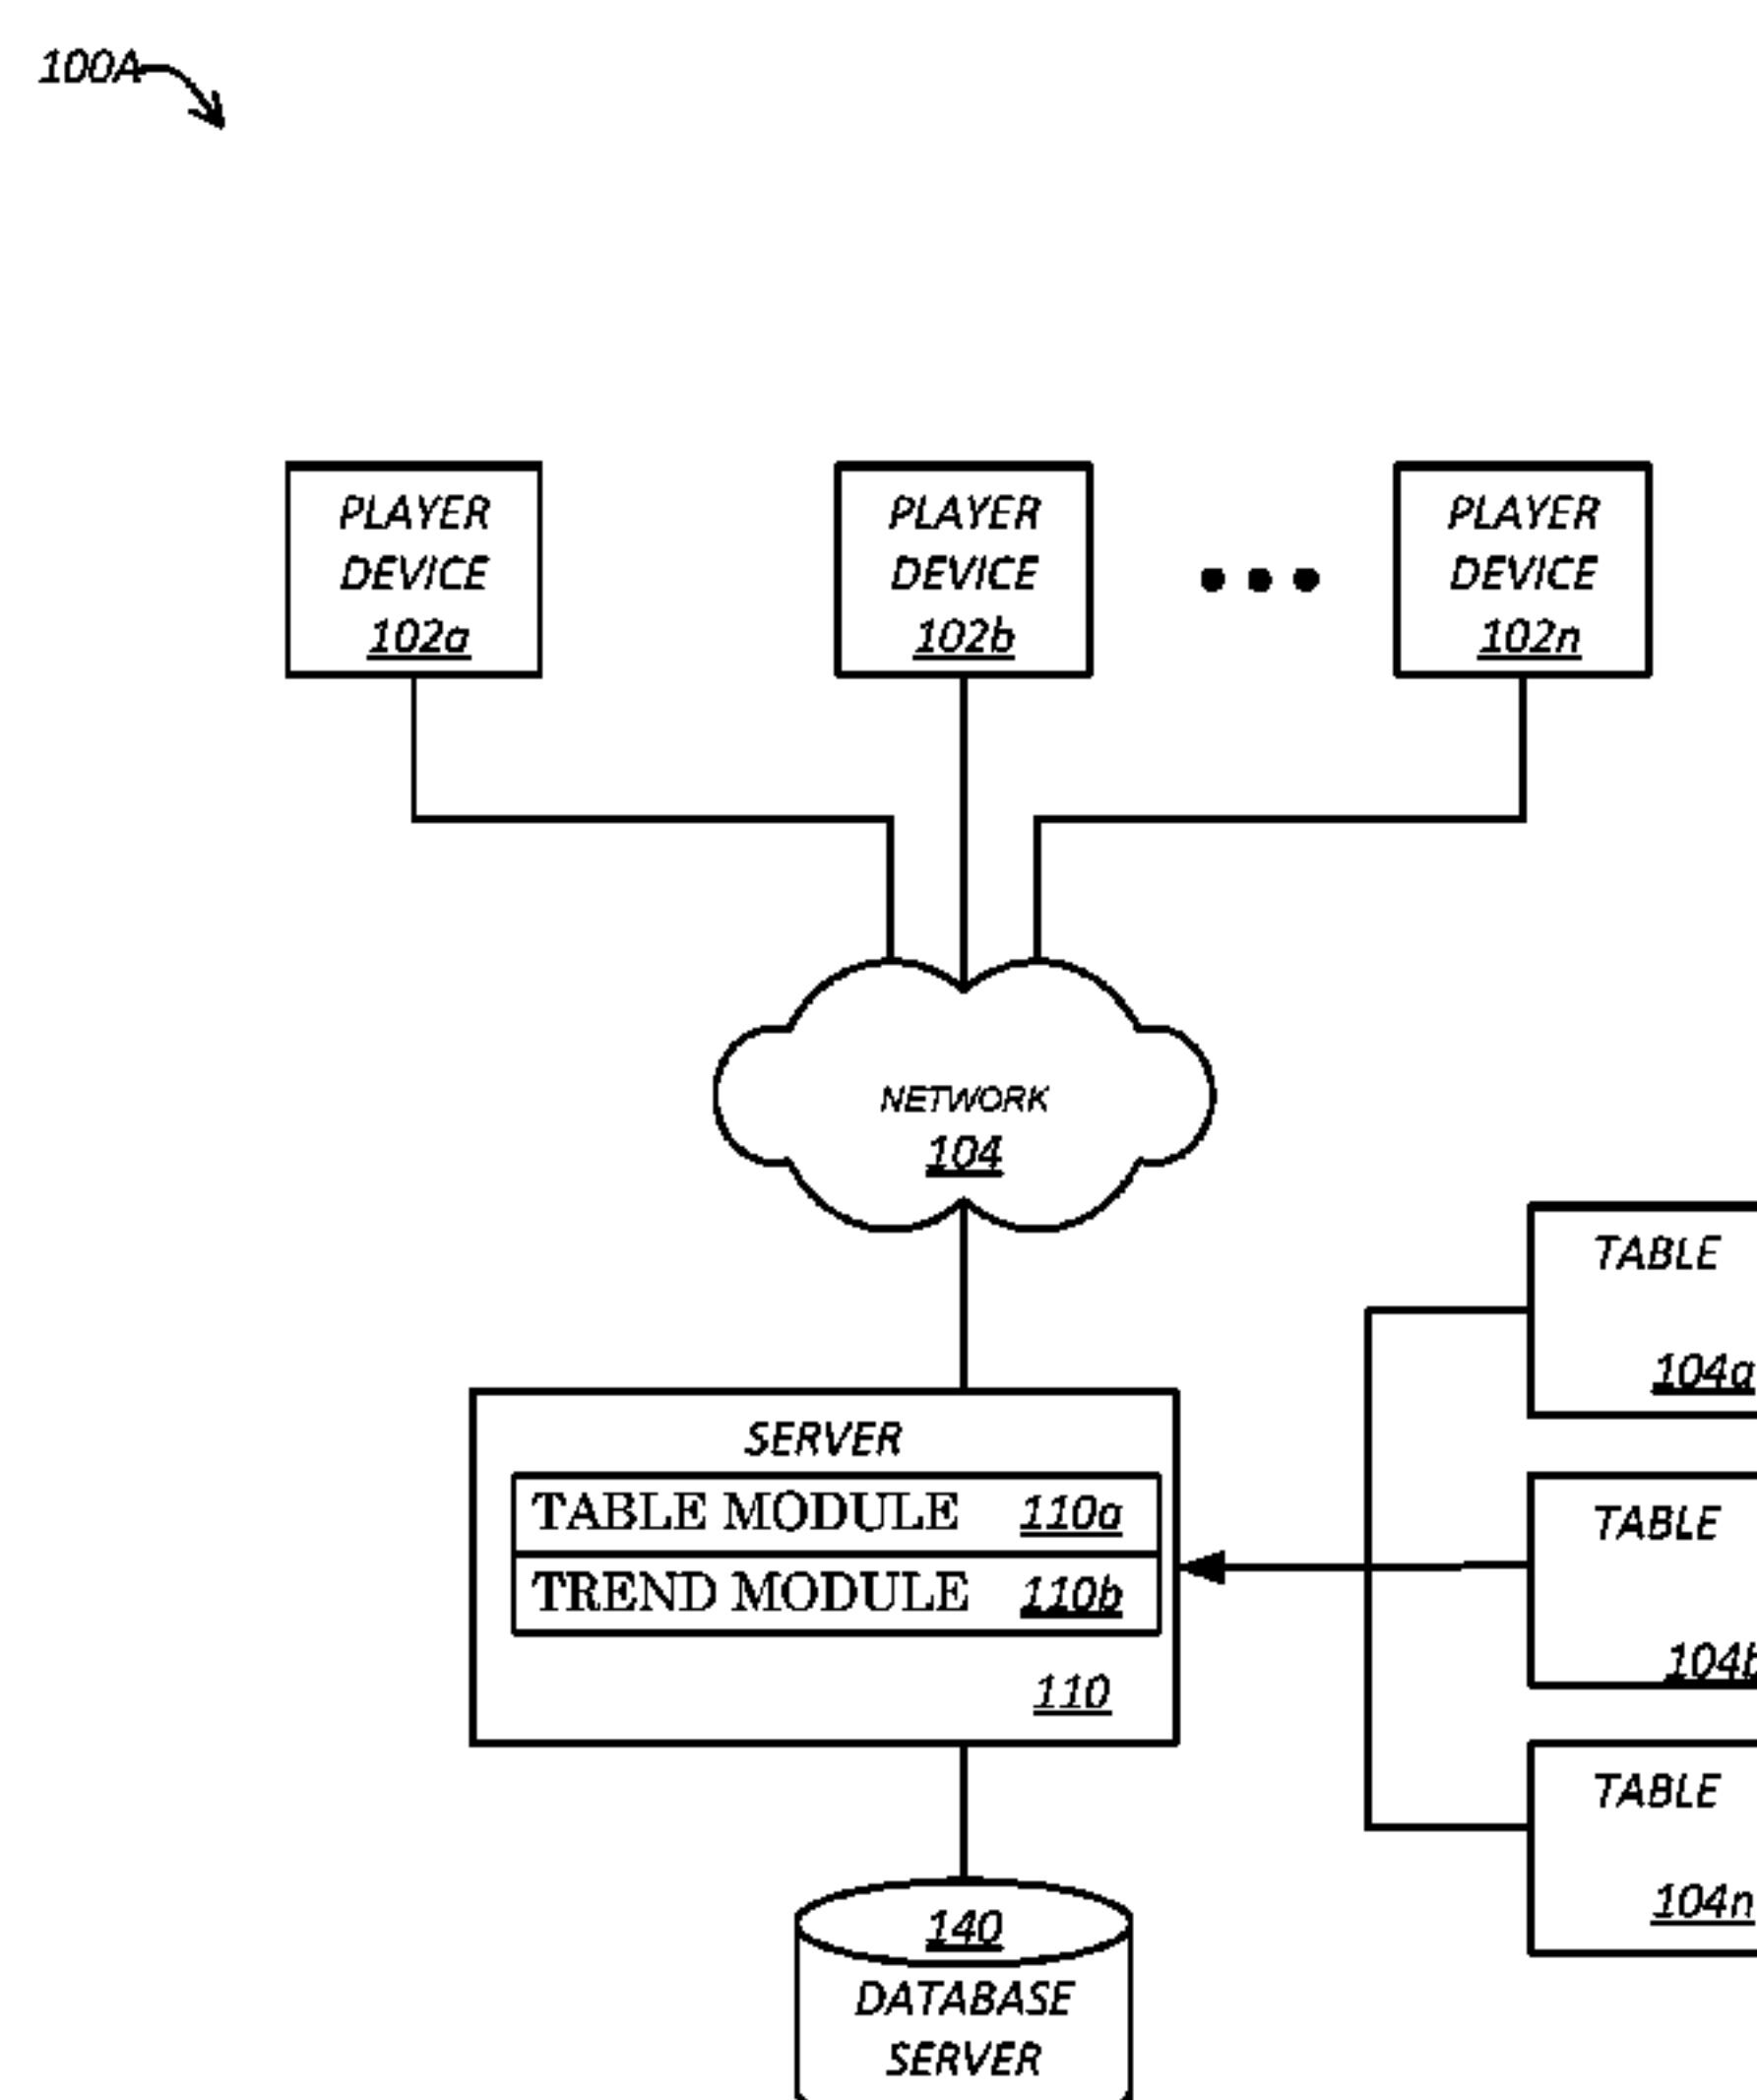 100A
PLAYER
DEVICE
102a
PLAYER
DEVICE
102b
PLAYER
DEVICE
102n
NETWORK
104
TABLE
104a
SERVER
TABLE MODULE 110a
TREND MODULE 110b
110
TABLE
104b
TABLE
104n
140
DATABASE
SERVER